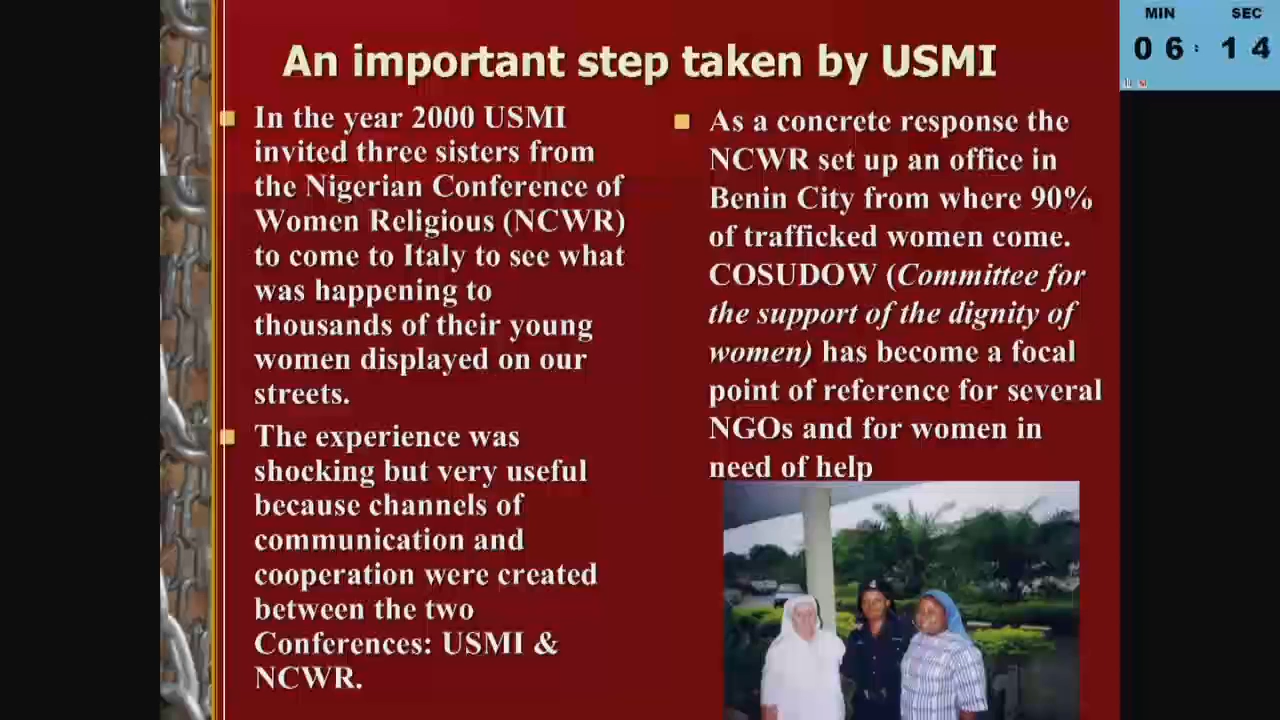 An important step taken by USMI
In the year 2000 USMI
invited three sisters from
the Nigerian Conference of
Women Religious (NCWR)
to come to Italy to see what
was happening to
thousands of their young
women displayed on our
streets.
The experience was
shocking but very useful
because channels of
communication and
cooperation were created
between the two
Conferences: USMI &
NCWR.
As a concrete response the
NCWR set up an office in
Benin City from where 90%
of trafficked women come.
COSUDOW (Committee for
the support of the dignity of
women) has become a focal
point of reference for several
NGOs and for women in
need of help
MIN SEC
06: 14